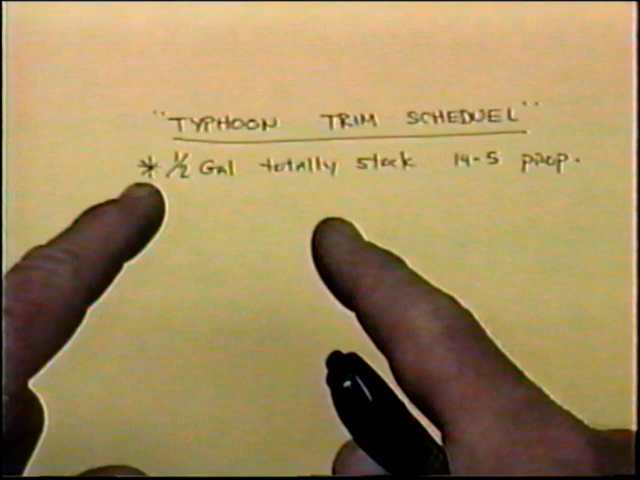 "TYPHOON TRIM SCHEDUEL"
* 1/2 Gal totally stock 14-5 prop.